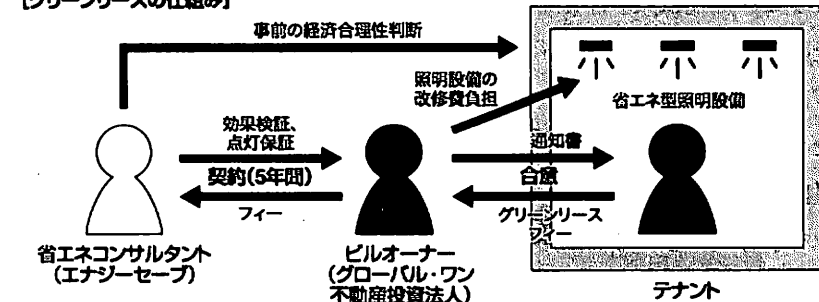 [グリーンリースの仕組み]
事前の経済合理性判断
照明設備の
改修費負担
省エネ型照明設備
効果検証、
点灯保証
契約(5年間)
フィー
通知書
合意
グリーンリース
フィー
省エネコンサルタント
(エナジーセーブ)
ビルオーナー
(グローバル・ワン
不動産投資法人)
テナント